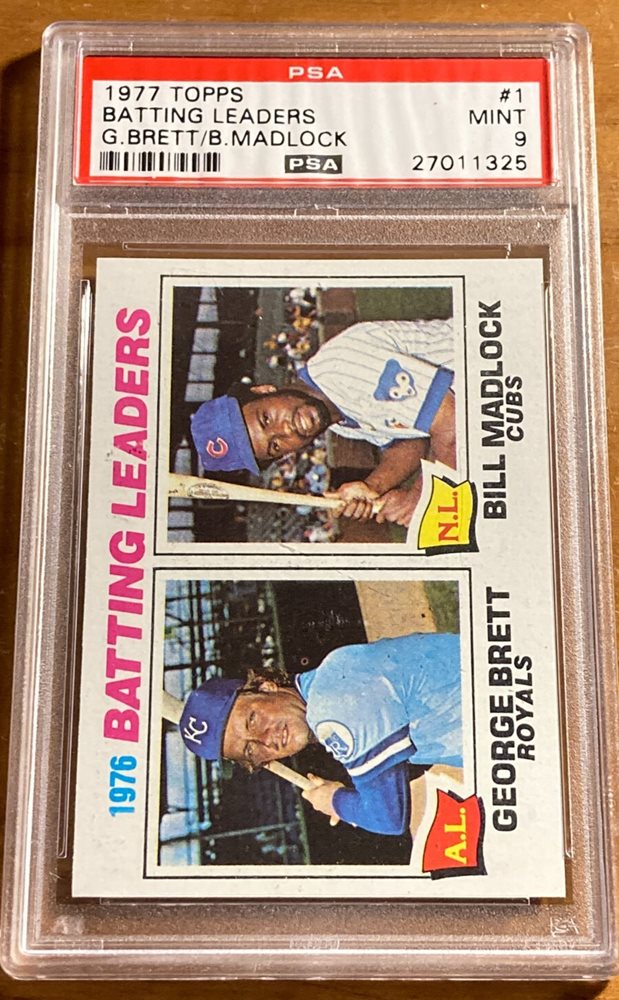 PSA
1977 TOPPS #1
BATTING LEADERS MINT
G.BRETT/B.MADLOCK 9
PSA 27011325
1976 BATTING LEADERS
KC
R
A.L.
GEORGE BRETT
ROYALS
C
N.L.
BILL MADLOCK
CUBS